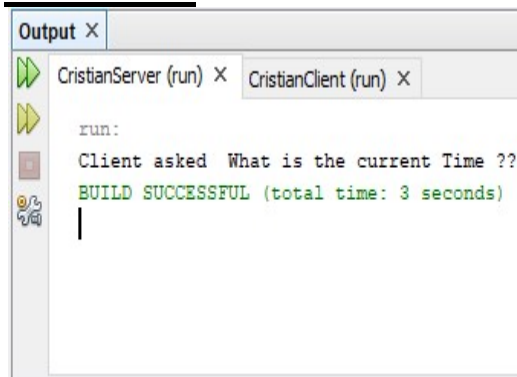 Output ×
CristianServer (run) × CristianClient (run) ×
run:
Client asked  What is the current Time ??
BUILD SUCCESSFUL (total time: 3 seconds)